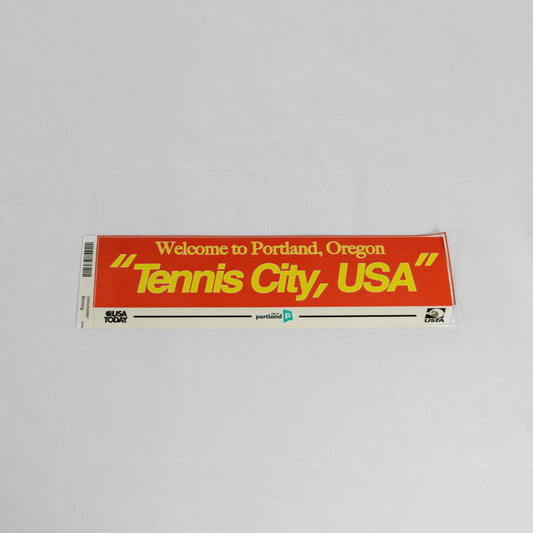 Welcome to Portland, Oregon
"Tennis City, USA"
USA
TODAY.
portland P
USTA